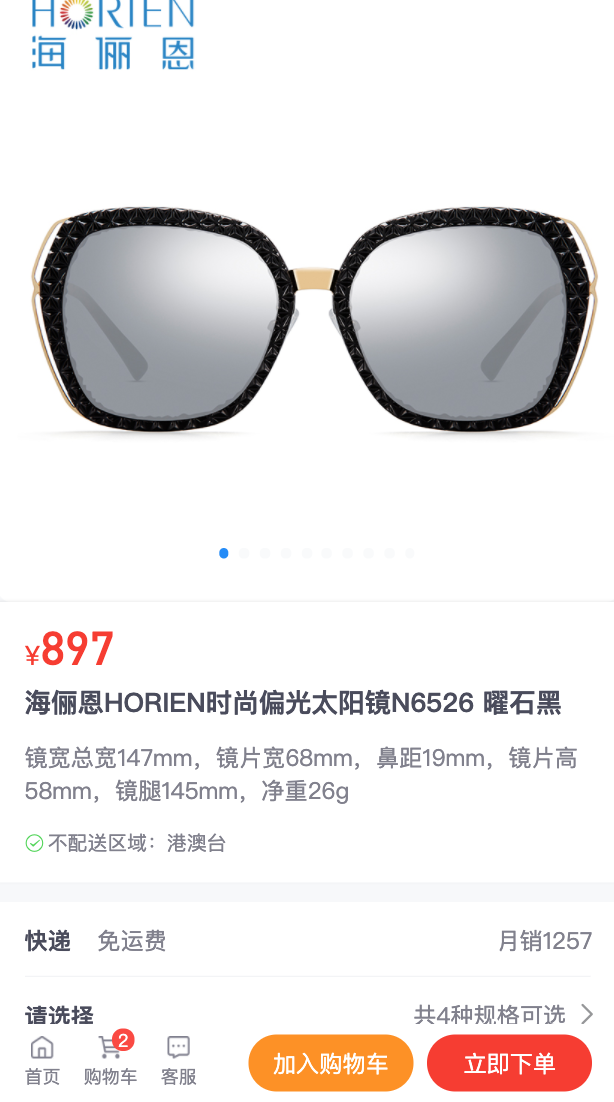 HORIEN
海俪恩
¥897
海俪恩HORIEN时尚偏光太阳镜N6526 曜石黑
镜宽总宽147mm，镜片宽68mm，鼻距19mm，镜片高
58mm，镜腿145mm，净重26g
不配送区域：港澳台
快递 免运费 月销1257
请选择 共4种规格可选
2
首页 购物车 客服 加入购物车 立即下单